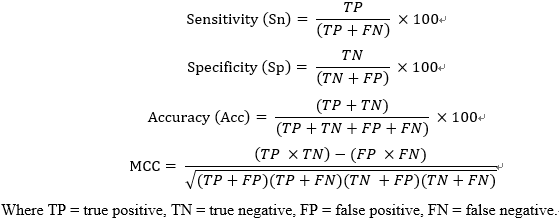 Sensitivity (Sn) = TP / (TP + FN) × 100↵
Specificity (Sp) = TN / (TN + FP) × 100↵
Accuracy (Acc) = (TP + TN) / (TP + TN + FP + FN) × 100↵
MCC = (TP × TN) − (FP × FN) / √(TP + FP)(TP + FN)(TN + FP)(TN + FN)↵
Where TP = true positive, TN = true negative, FP = false positive, FN = false negative.